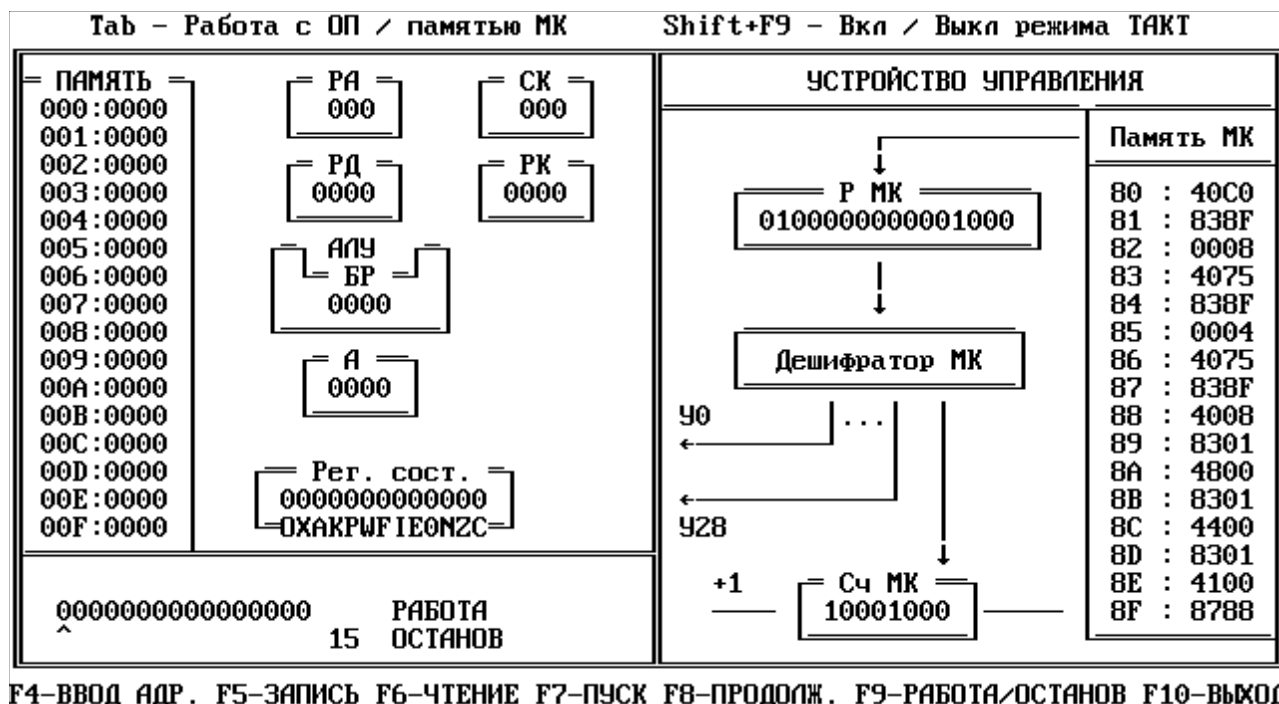 Tab – Работа с ОП / памятью МК Shift+F9 – Вкл / Выкл режима ТАКТ
ПАМЯТЬ РА СК УСТРОЙСТВО УПРАВЛЕНИЯ
000:0000 000 000
001:0000 Память МК
002:0000 РД РК Р МК
003:0000 0000 0000 0100000000001000 80 : 40C0
004:0000 81 : 838F
005:0000 АЛУ 82 : 0008
006:0000 БР 83 : 4075
007:0000 0000 84 : 838F
008:0000 85 : 0004
009:0000 А Дешифратор МК 86 : 4075
00A:0000 0000 87 : 838F
00B:0000 У0 ... 88 : 4008
00C:0000 89 : 8301
00D:0000 Рег. сост. 8A : 4800
00E:0000 0000000000000 8B : 8301
00F:0000 OXAKPWFIE0NZC У28 8C : 4400
8D : 8301
+1 Сч МК 8E : 4100
0000000000000000 РАБОТА 10001000 8F : 8788
^ 15 ОСТАНОВ
F4–ВВОД АДР. F5–ЗАПИСЬ F6–ЧТЕНИЕ F7–ПУСК F8–ПРОДОЛЖ. F9–РАБОТА/ОСТАНОВ F10–ВЫХОД